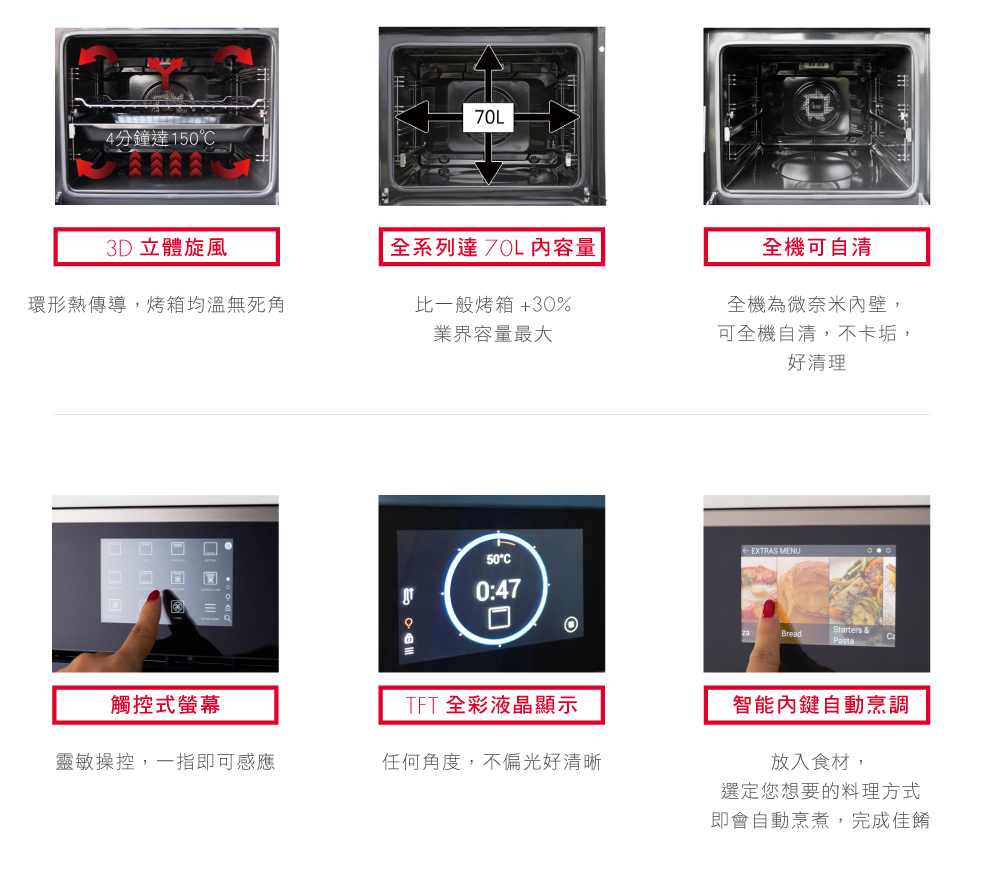 4分鐘達150℃
70L
3D 立體旋風
全系列達 70L 內容量
全機可自清
環形熱傳導，烤箱均溫無死角
比一般烤箱 +30%
業界容量最大
全機為微奈米內壁，
可全機自清，不卡垢，
好清理
50°C
0:47
← EXTRAS MENU
za
Bread
Starters &
Pasta
Ca
觸控式螢幕
TFT 全彩液晶顯示
智能內鍵自動烹調
靈敏操控，一指即可感應
任何角度，不偏光好清晰
放入食材，
選定您想要的料理方式
即會自動烹煮，完成佳餚